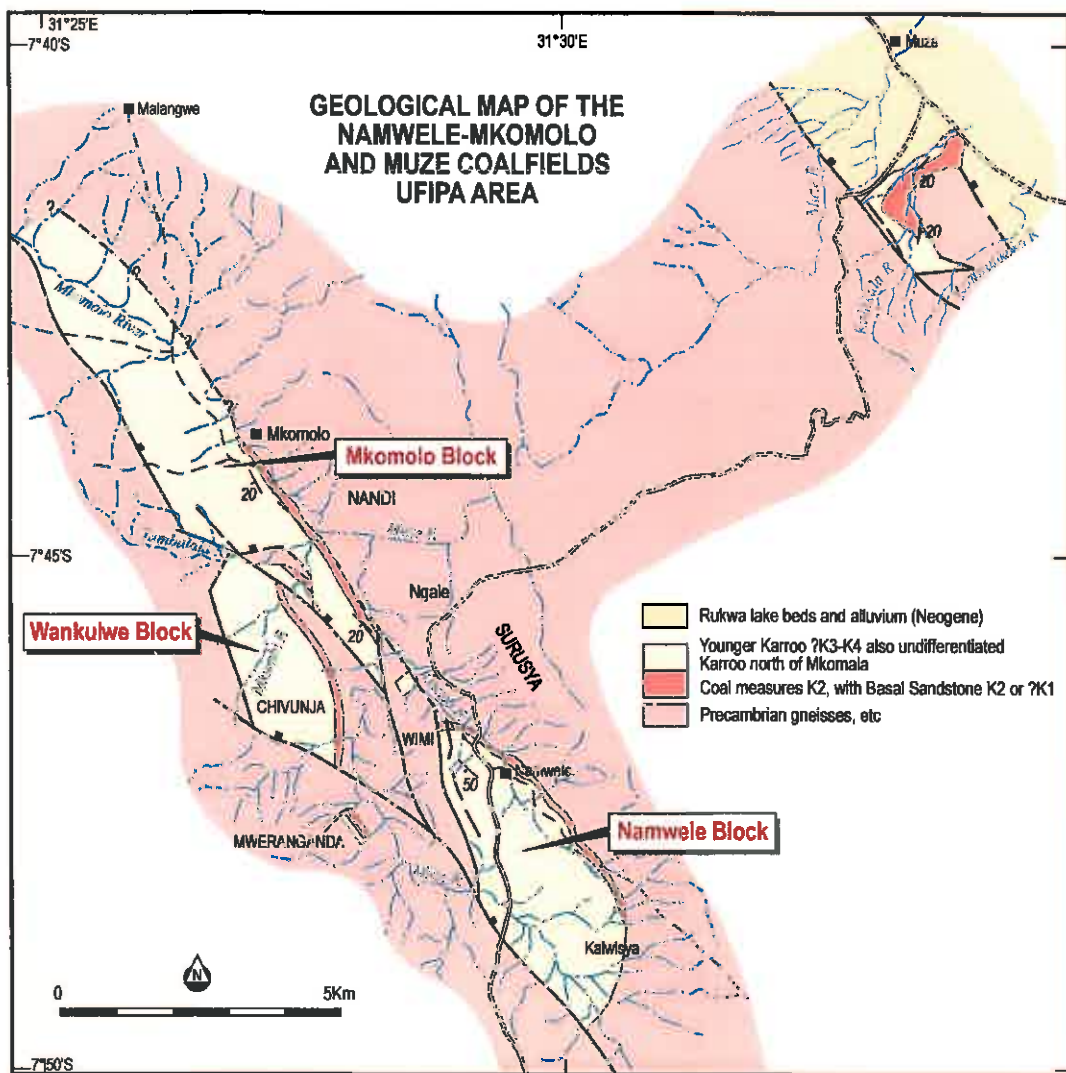 31°25'E
31°30'E
7°40'S
Muze
Malangwe
GEOLOGICAL MAP OF THE
NAMWELE-MKOMOLO
AND MUZE COALFIELDS
UFIPA AREA
20
20
?
?
Mkomolo River
?
?
Mkomolo
Mkomolo Block
20
NANDI
7°45'S
Ngale
Wankulwe Block
20
SURUSYA
Rukwa lake beds and alluvium (Neogene)
Younger Karroo ?K3-K4 also undifferentiated
Karroo north of Mkomala
Coal measures K2, with Basal Sandstone K2 or ?K1
Precambrian gneisses, etc
CHIVUNJA
WIMI
50
Namwele
MWERANGANDA
Namwele Block
Kalwisya
N
0
5Km
7°50'S